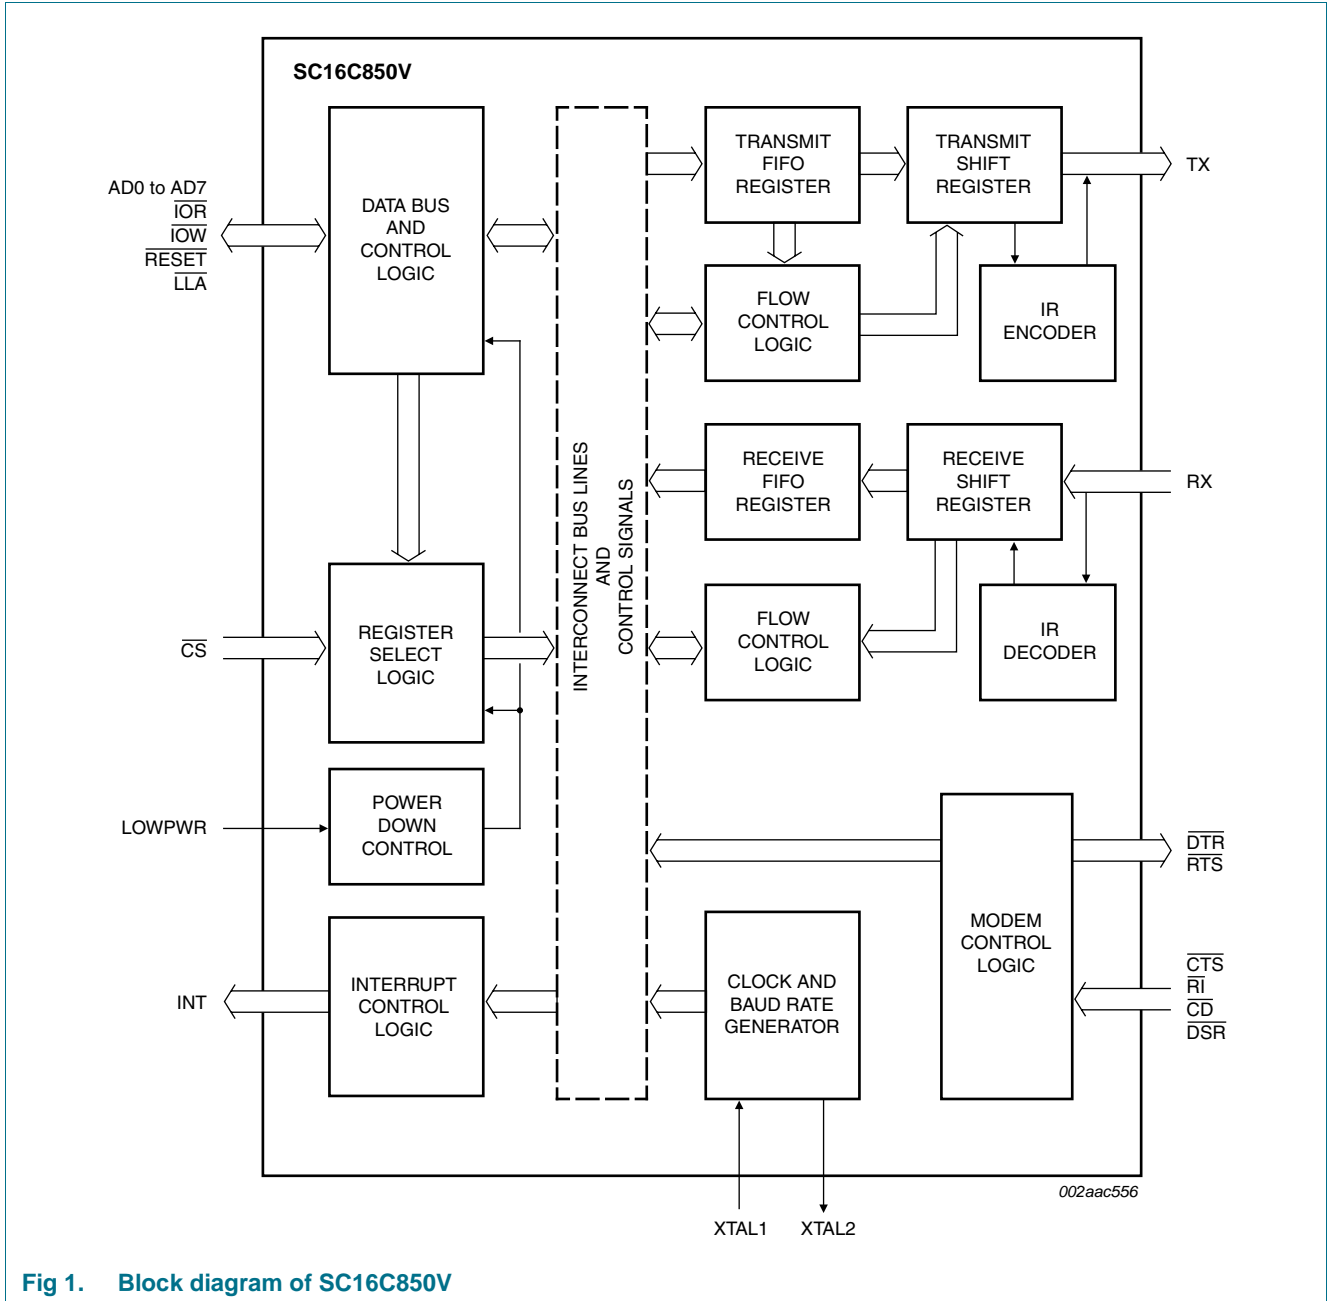 SC16C850V
AD0 to AD7
IOR
IOW
RESET
LLA
DATA BUS
AND
CONTROL
LOGIC
TRANSMIT
FIFO
REGISTER
TRANSMIT
SHIFT
REGISTER
TX
FLOW
CONTROL
LOGIC
IR
ENCODER
RECEIVE
FIFO
REGISTER
RECEIVE
SHIFT
REGISTER
RX
INTERCONNECT BUS LINES
AND
CONTROL SIGNALS
CS
REGISTER
SELECT
LOGIC
FLOW
CONTROL
LOGIC
IR
DECODER
LOWPWR
POWER
DOWN
CONTROL
DTR
RTS
MODEM
CONTROL
LOGIC
CTS
RI
CD
DSR
INT
INTERRUPT
CONTROL
LOGIC
CLOCK AND
BAUD RATE
GENERATOR
XTAL1
XTAL2
002aac556
Fig 1. Block diagram of SC16C850V